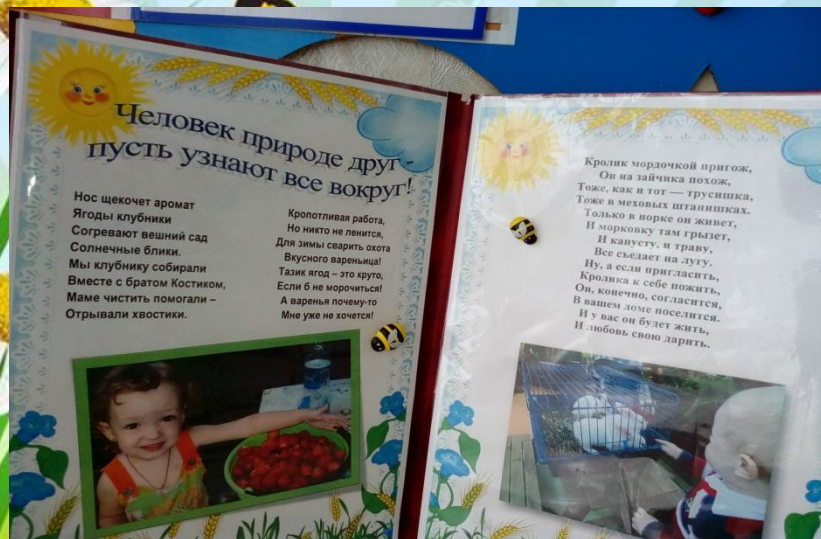 Человек природе друг -
пусть узнают все вокруг!
Нос щекочет аромат
Ягоды клубники
Согревают вешний сад
Солнечные блики.
Мы клубнику собирали
Вместе с братом Костиком,
Маме чистить помогали –
Отрывали хвостики.
Кропотливая работа,
Но никто не ленится,
Для зимы сварить охота
Вкусного вареньица!
Тазик ягод – это круто,
Если б не морочиться!
А варенья почему-то
Мне уже не хочется!
Кролик мордочкой пригож,
Он на зайчика похож,
Тоже, как и тот — трусишка,
Тоже в меховых штанишках.
Только в норке он живет,
И морковку там грызет,
И капусту, и траву,
Все съедает на лугу.
Ну, а если пригласить,
Кролика к себе пожить,
Он, конечно, согласится,
В вашем доме поселится.
И у вас он будет жить,
И любовь свою дарить.